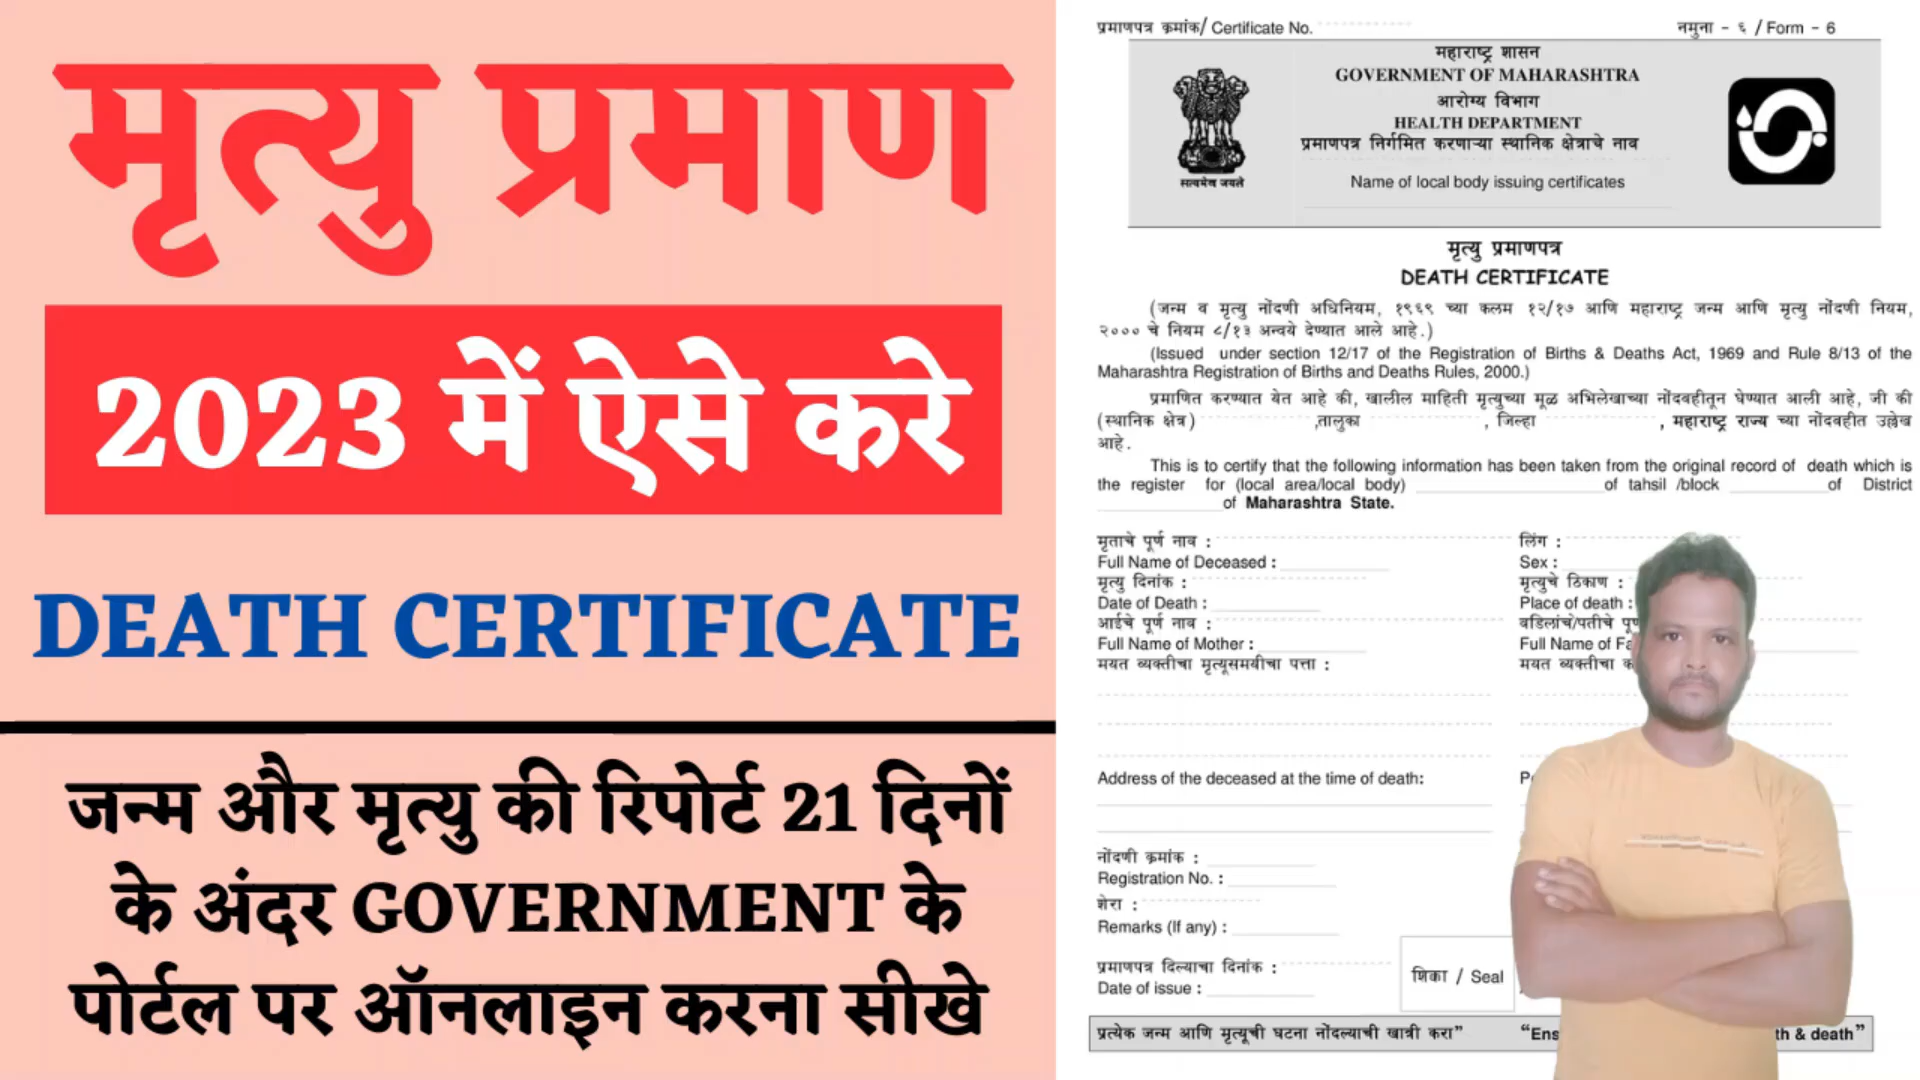 मृत्यु प्रमाण
2023 में ऐसे करे
DEATH CERTIFICATE
जन्म और मृत्यु की रिपोर्ट 21 दिनों
के अंदर GOVERNMENT के
पोर्टल पर ऑनलाइन करना सीखे
प्रमाणपत्र क्रमांक/ Certificate No.
नमुना - ६ / Form - 6
महाराष्ट्र शासन
GOVERNMENT OF MAHARASHTRA
आरोग्य विभाग
HEALTH DEPARTMENT
प्रमाणपत्र निर्गमित करणाऱ्या स्थानिक क्षेत्राचे नाव
Name of local body issuing certificates
सत्यमेव जयते
मृत्यु प्रमाणपत्र
DEATH CERTIFICATE
(जन्म व मृत्यु नोंदणी अधिनियम, १९६९ च्या कलम १२/१७ आणि महाराष्ट्र जन्म आणि मृत्यु नोंदणी नियम,
२००० चे नियम ८/१३ अन्वये देण्यात आले आहे.)
(Issued under section 12/17 of the Registration of Births & Deaths Act, 1969 and Rule 8/13 of the
Maharashtra Registration of Births and Deaths Rules, 2000.)
प्रमाणित करण्यात येत आहे की, खालील माहिती मृत्युच्या मूळ अभिलेखाच्या नोंदवहीतून घेण्यात आली आहे, जी की
(स्थानिक क्षेत्र) ,तालुका , जिल्हा , महाराष्ट्र राज्य च्या नोंदवहीत उल्लेख
आहे.
This is to certify that the following information has been taken from the original record of death which is
the register for (local area/local body) of tahsil /block of District
of Maharashtra State.
मृताचे पूर्ण नाव :
लिंग :
Full Name of Deceased :
Sex :
मृत्यु दिनांक :
मृत्युचे ठिकाण :
Date of Death :
Place of death :
आईचे पूर्ण नाव :
वडिलांचे/पतीचे
Full Name of Mother :
Full Name of
मयत व्यक्तीचा मृत्यूसमयीचा पत्ता :
मयत व्यक्तीचा
Address of the deceased at the time of death:
नोंदणी क्रमांक :
Registration No. :
शेरा :
Remarks (If any) :
प्रमाणपत्र दिल्याचा दिनांक :
Date of issue :
शिक्का / Seal
प्रत्येक जन्म आणि मृत्यूची घटना नोंदल्याची खात्री करा”
& death”